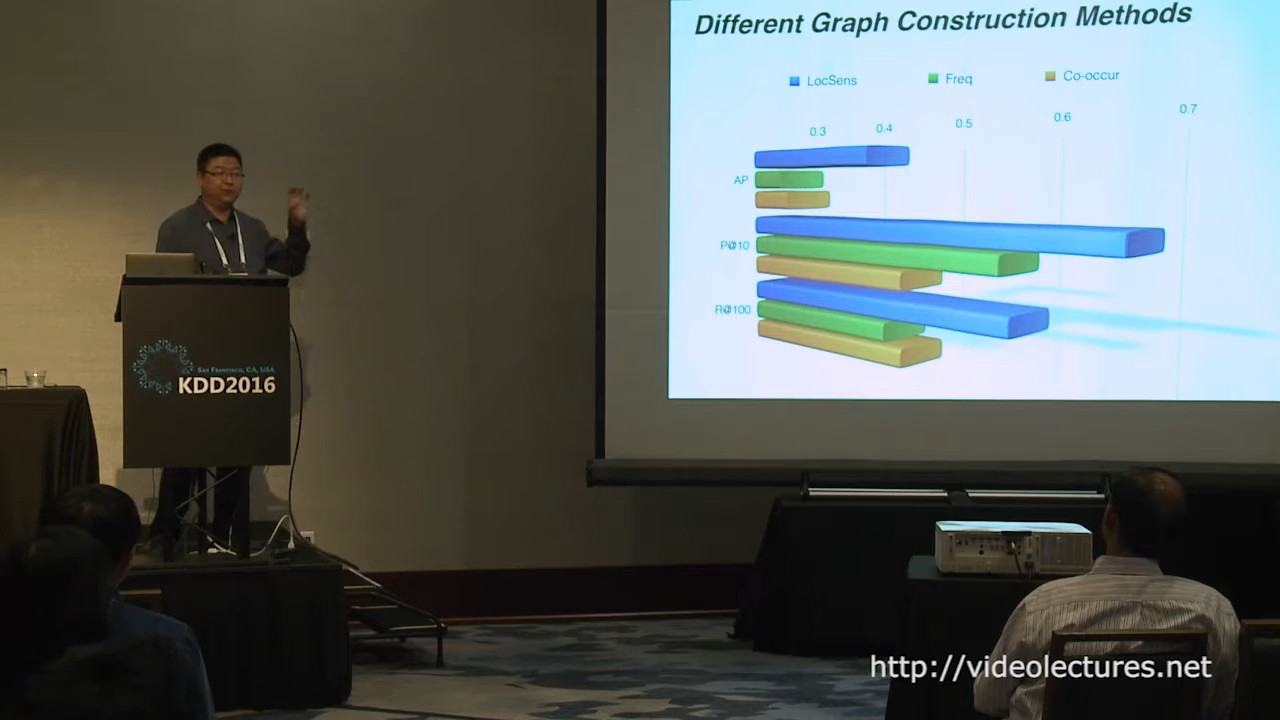 Different Graph Construction Methods
LocSens Freq Co-occur
0.3 0.4 0.5 0.6 0.7
AP
P@10
R@100
SAN FRANCISCO, CA, USA
KDD2016
http://videolectures.net